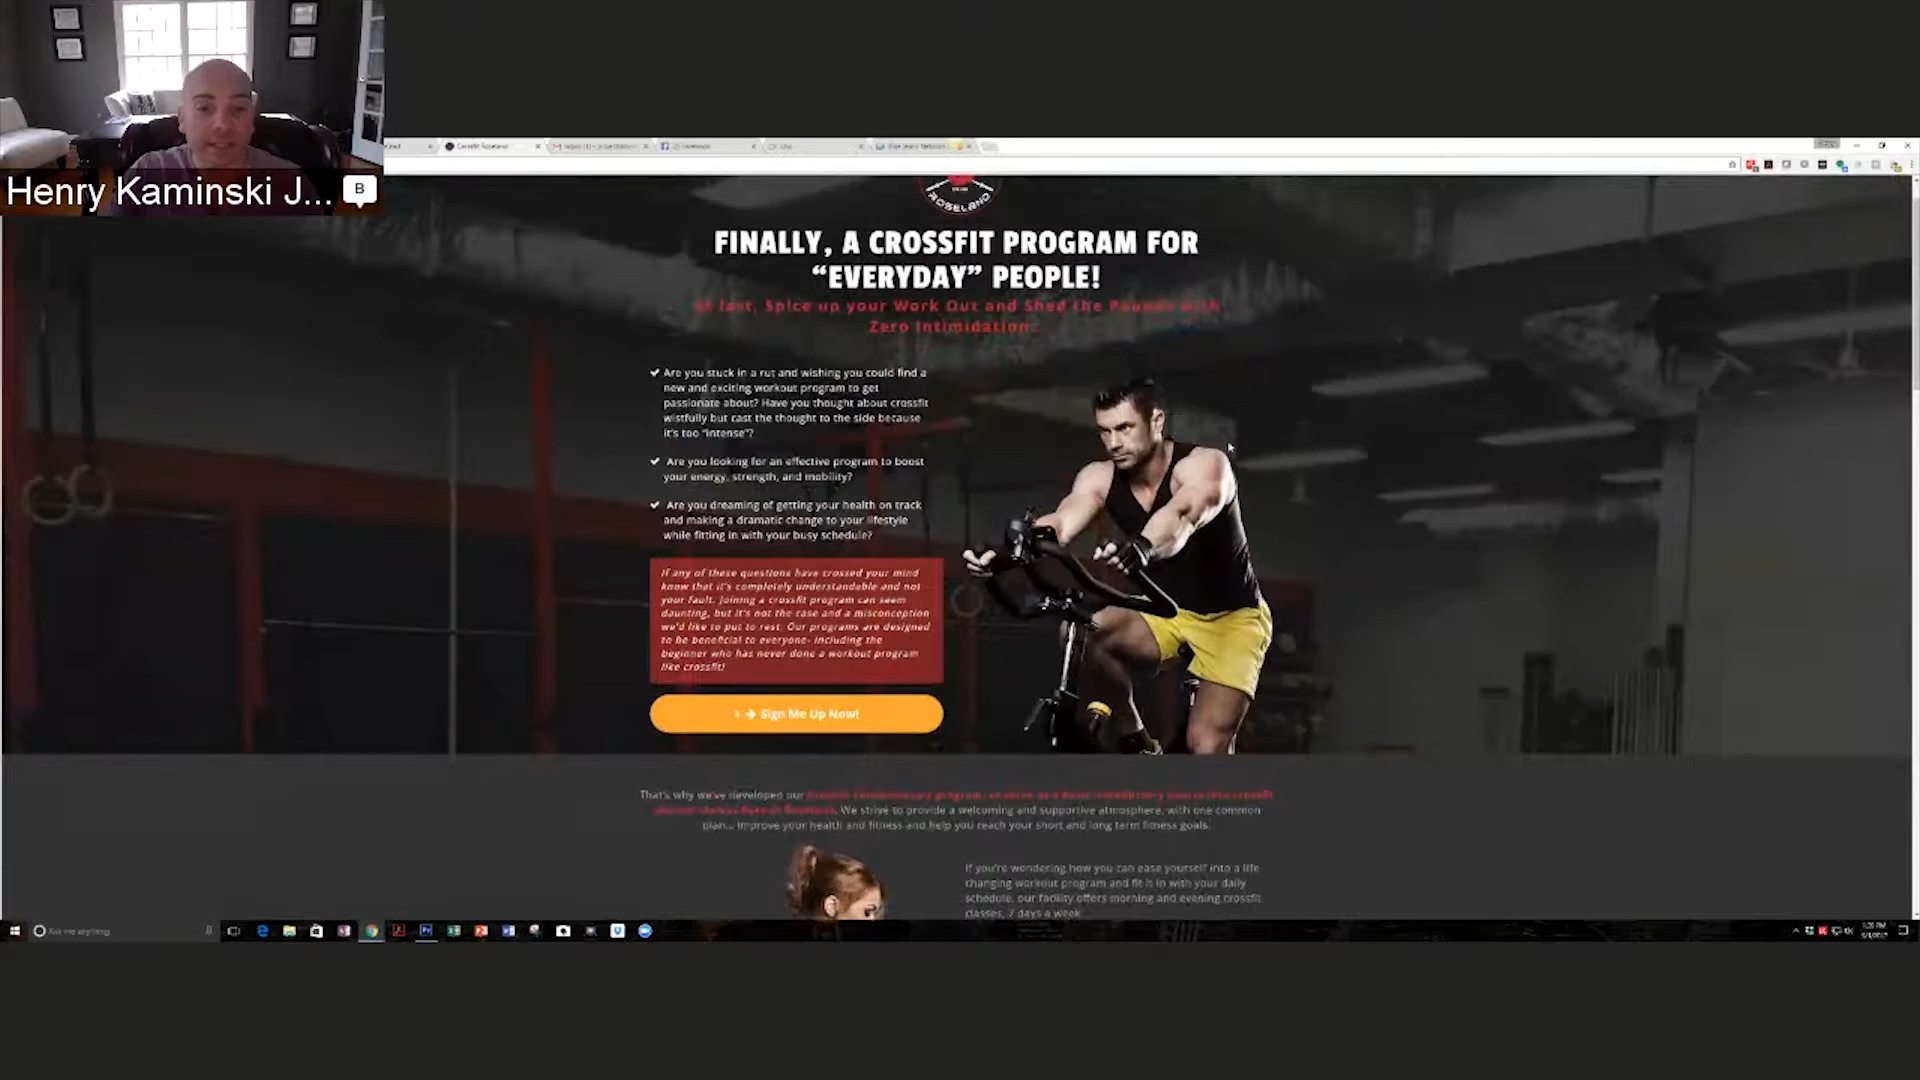 Henry Kaminski J...
B
Crossfit Roseland
ROSELAND
FINALLY, A CROSSFIT PROGRAM FOR
“EVERYDAY” PEOPLE!
At last, Spice up your Work Out and Shed the Pounds with
Zero Intimidation.
Are you stuck in a rut and wishing you could find a
new and exciting workout program to get
passionate about? Have you thought about crossfit
wistfully but cast the thought to the side because
it's too "intense"?
Are you looking for an effective program to boost
your energy, strength, and mobility?
Are you dreaming of getting your health on track
and making a dramatic change to your lifestyle
while fitting in with your busy schedule?
If any of these questions have crossed your mind
know that it's completely understandable and not
your fault. Joining a crossfit program can seem
daunting, but it's not the case and a misconception
we'd like to put to rest. Our programs are designed
to be beneficial to everyone- including the
beginner who has never done a workout program
like crossfit!
Sign Me Up Now!
That's why we've developed our
We strive to provide a welcoming and supportive atmosphere, with one common
plan... improve your health and fitness and help you reach your short and long term fitness goals.
If you're wondering how you can ease yourself into a life
changing workout program and fit it in with your daily
schedule, our facility offers morning and evening crossfit
classes, 7 days a week
Ask me anything